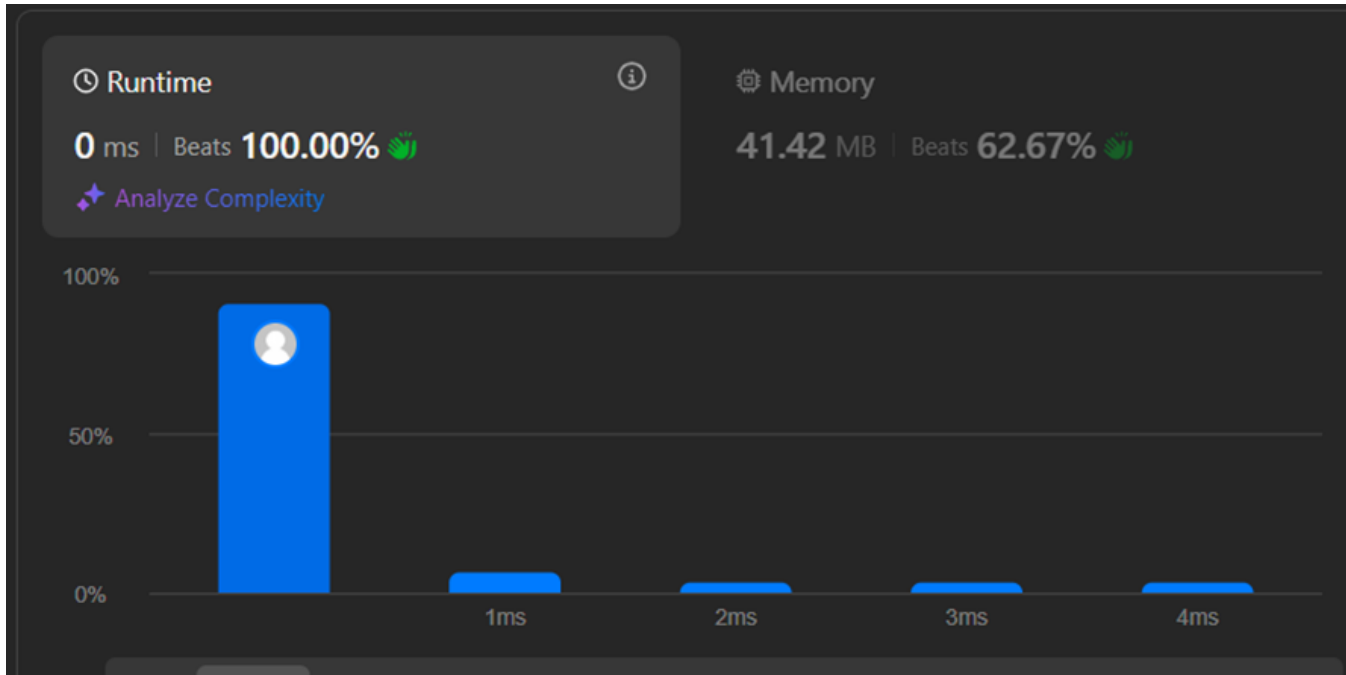 Runtime
0 ms | Beats 100.00%
Analyze Complexity
Memory
41.42 MB | Beats 62.67%
100%
50%
0%
1ms 2ms 3ms 4ms